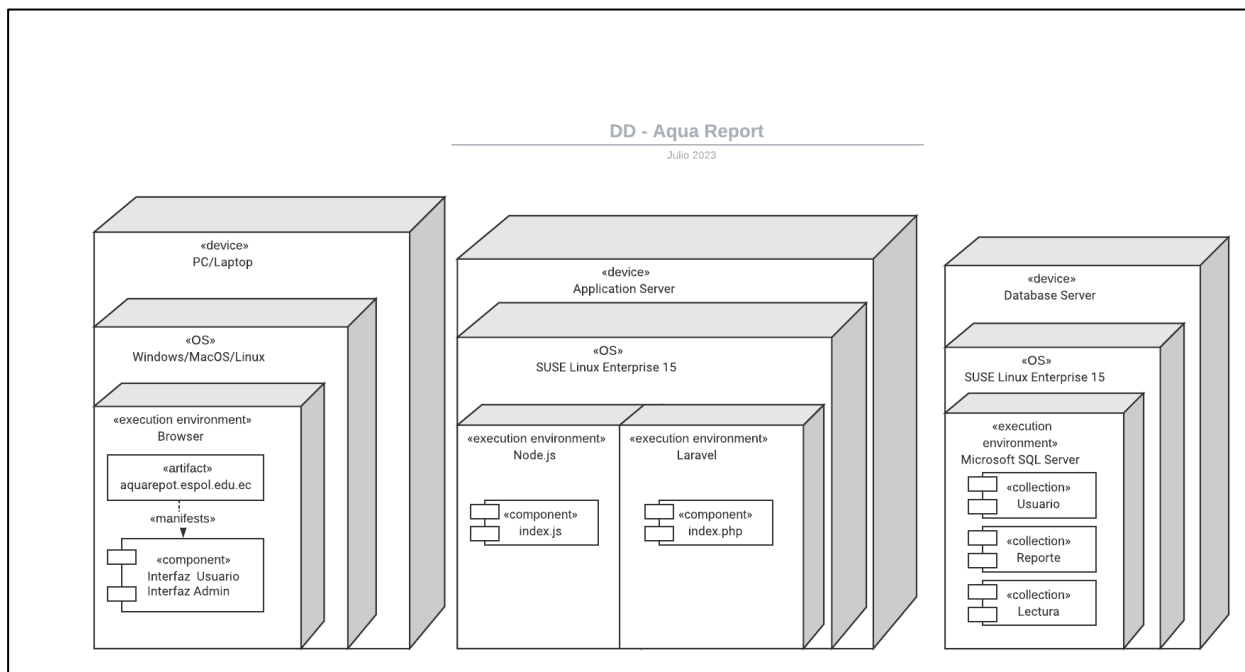 DD - Aqua Report
Julio 2023
«device»
PC/Laptop
«OS»
Windows/MacOS/Linux
«execution environment»
Browser
«artifact»
aquarepot.espol.edu.ec
«manifests»
«component»
Interfaz Usuario
Interfaz Admin
«device»
Application Server
«OS»
SUSE Linux Enterprise 15
«execution environment»
Node.js
«component»
index.js
«execution environment»
Laravel
«component»
index.php
«device»
Database Server
«OS»
SUSE Linux Enterprise 15
«execution
environment»
Microsoft SQL Server
«collection»
Usuario
«collection»
Reporte
«collection»
Lectura